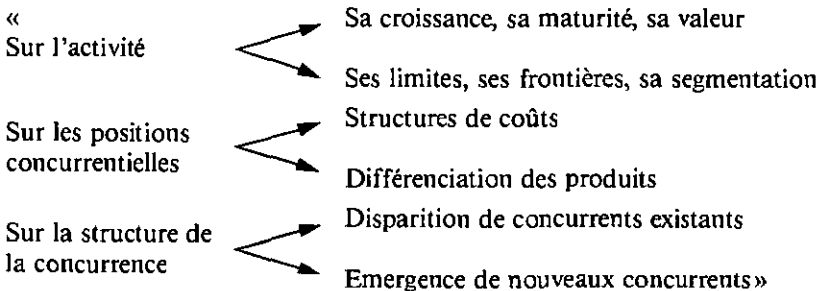 «
Sur l'activité
Sa croissance, sa maturité, sa valeur
Ses limites, ses frontières, sa segmentation
Sur les positions
concurrentielles
Structures de coûts
Différenciation des produits
Sur la structure de
la concurrence
Disparition de concurrents existants
Emergence de nouveaux concurrents»